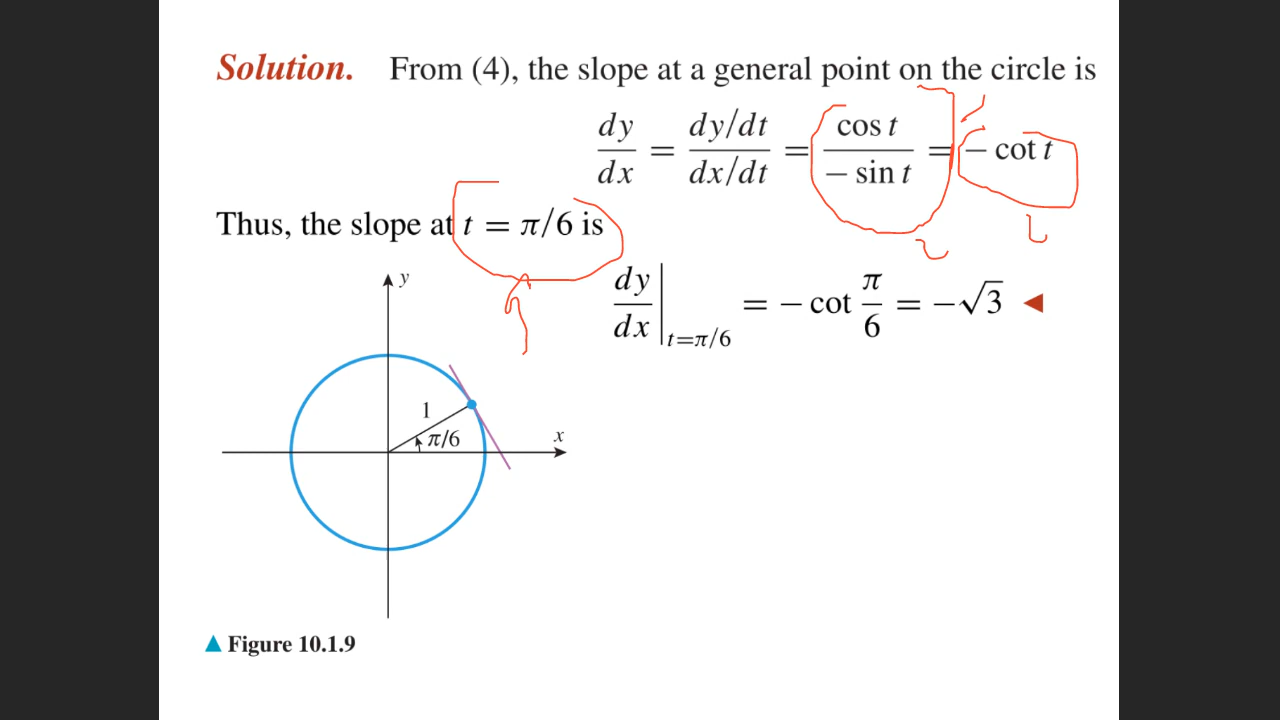 Solution. From (4), the slope at a general point on the circle is
dy/dx = dy/dt / dx/dt = cos t / − sin t = − cot t
Thus, the slope at t = π/6 is
dy/dx |t=π/6 = − cot π/6 = −√3 ◄
y
1
π/6
x
▲ Figure 10.1.9